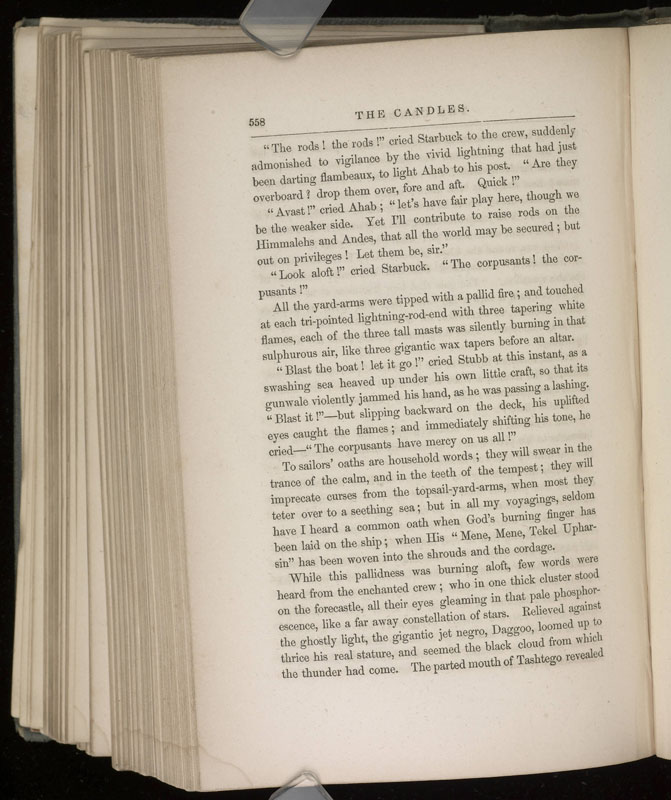 558
THE CANDLES.
“The rods! the rods!” cried Starbuck to the crew, suddenly
admonished to vigilance by the vivid lightning that had just
been darting flambeaux, to light Ahab to his post. “Are they
overboard? drop them over, fore and aft. Quick!”
“Avast!” cried Ahab; “let’s have fair play here, though we
be the weaker side. Yet I’ll contribute to raise rods on the
Himmalehs and Andes, that all the world may be secured; but
out on privileges! Let them be, sir.”
“Look aloft!” cried Starbuck. “The corpusants! the cor-
pusants!”
All the yard-arms were tipped with a pallid fire; and touched
at each tri-pointed lightning-rod-end with three tapering white
flames, each of the three tall masts was silently burning in that
sulphurous air, like three gigantic wax tapers before an altar.
“Blast the boat! let it go!” cried Stubb at this instant, as a
swashing sea heaved up under his own little craft, so that its
gunwale violently jammed his hand, as he was passing a lashing.
“Blast it!”—but slipping backward on the deck, his uplifted
eyes caught the flames; and immediately shifting his tone, he
cried—“The corpusants have mercy on us all!”
To sailors’ oaths are household words; they will swear in the
trance of the calm, and in the teeth of the tempest; they will
imprecate curses from the topsail-yard-arms, when most they
teter over to a seething sea; but in all my voyagings, seldom
have I heard a common oath when God’s burning finger has
been laid on the ship; when His “Mene, Mene, Tekel Uphar-
sin” has been woven into the shrouds and the cordage.
While this pallidness was burning aloft, few words were
heard from the enchanted crew; who in one thick cluster stood
on the forecastle, all their eyes gleaming in that pale phosphor-
escence, like a far away constellation of stars. Relieved against
the ghostly light, the gigantic jet negro, Daggoo, loomed up to
thrice his real stature, and seemed the black cloud from which
the thunder had come. The parted mouth of Tashtego revealed